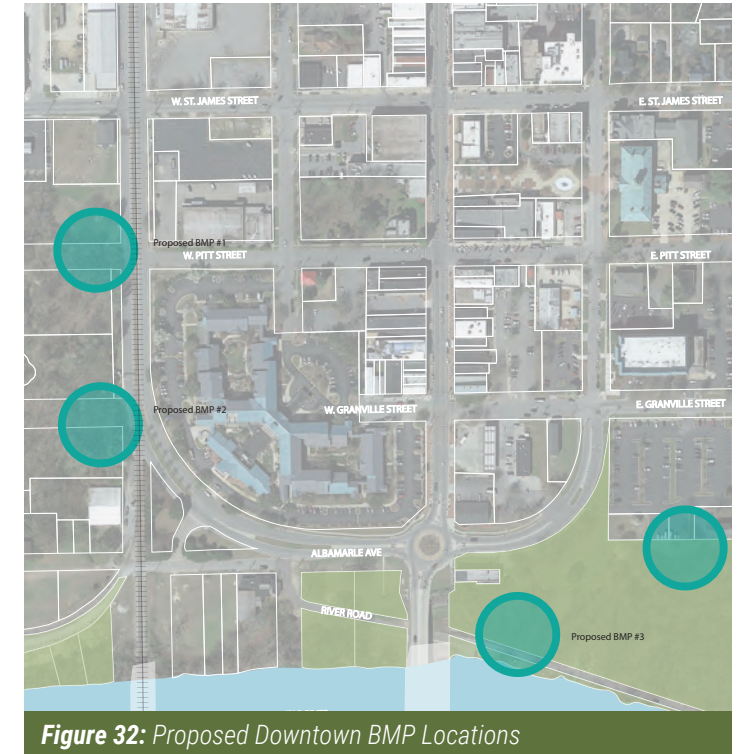 W. ST. JAMES STREET
E. ST. JAMES STREET
Proposed BMP #1
W. PITT STREET
E. PITT STREET
Proposed BMP #2
W. GRANVILLE STREET
E. GRANVILLE STREET
ALBAMARLE AVE
RIVER ROAD
Proposed BMP #3
Figure 32: Proposed Downtown BMP Locations